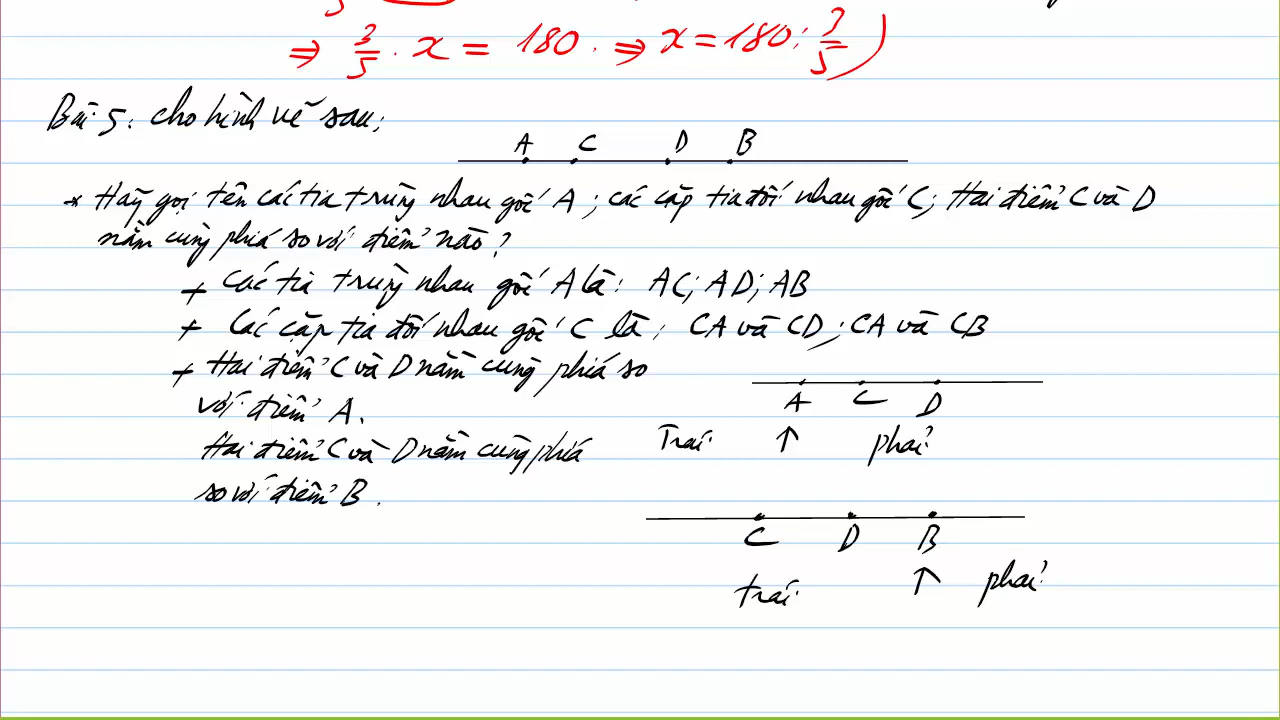 ⇒ 3/5 . x = 180 . ⇒ x = 180 : 3/5 )
Bài 5: cho hình vẽ sau:
A C D B
* Hãy gọi tên các tia trùng nhau gốc A ; các cặp tia đối nhau gốc C; Hai điểm C và D
nằm cùng phía so với điểm nào ?
+ Các tia trùng nhau gốc A là: AC; AD; AB
+ Các cặp tia đối nhau gốc C là: CA và CD ; CA và CB
+ Hai điểm C và D nằm cùng phía so
với điểm A.
A C D
Trái ↑ phải
Hai điểm C và D nằm cùng phía
so với điểm B.
C D B
trái ↑ phải